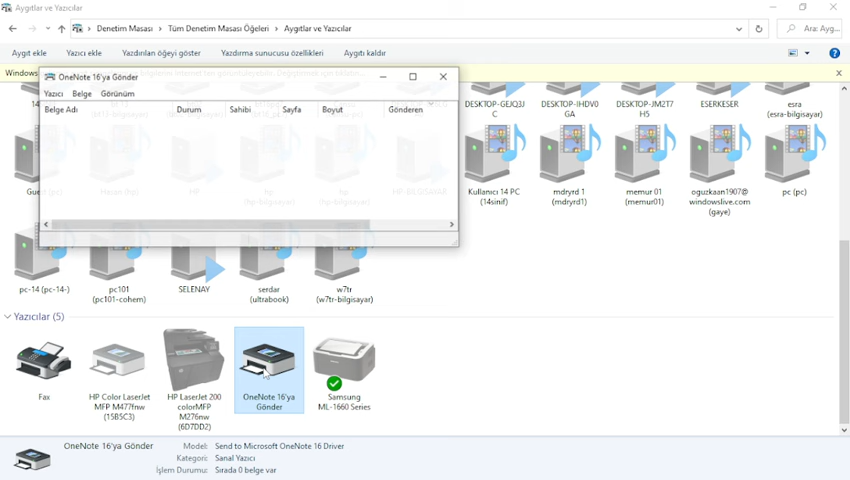 Aygıtlar ve Yazıcılar
Denetim Masası > Tüm Denetim Masası Öğeleri > Aygıtlar ve Yazıcılar
Ara: Ayg...
Aygıt ekle
Yazıcı ekle
Yazdırılan öğeyi göster
Yazdırma sunucusu özellikleri
Aygıtı kaldır
Windows
OneNote 16'ya Gönder
Yazıcı Belge Görünüm
Belge Adı Durum Sahibi Sayfa Boyut Gönderen
DESKTOP-GEJQ3J
C
DESKTOP-IHDV0
GA
DESKTOP-JM2T7
H5
ESERKESER
esra
(esra-bilgisayar)
Kullanıcı 14 PC
(14sinif)
mdryrd 1
(mdryrd1)
memur 01
(memur01)
oguzkaan1907@
windowslive.com
(gaye)
pc (pc)
pc-14 (pc-14-)
pc101
(pc101-cohem)
SELENAY
serdar
(ultrabook)
w7tr
(w7tr-bilgisayar)
Yazıcılar (5)
Fax
HP Color LaserJet
MFP M477fnw
(15B5C3)
HP LaserJet 200
colorMFP
M276nw
(6D7DD2)
OneNote 16'ya
Gönder
Samsung
ML-1660 Series
OneNote 16'ya Gönder
Model: Send to Microsoft OneNote 16 Driver
Kategori: Sanal Yazıcı
İşlem Durumu: Sırada 0 belge var